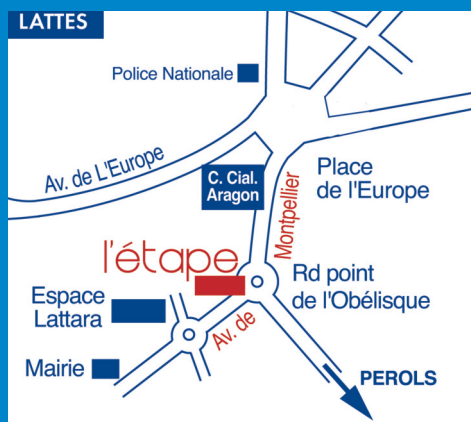 LATTES
Police Nationale
Av. de L'Europe
C. Cial.
Aragon
Place
de l'Europe
Montpellier
l'étape
Rd point
de l'Obélisque
Espace
Lattara
Av. de
Mairie
PEROLS